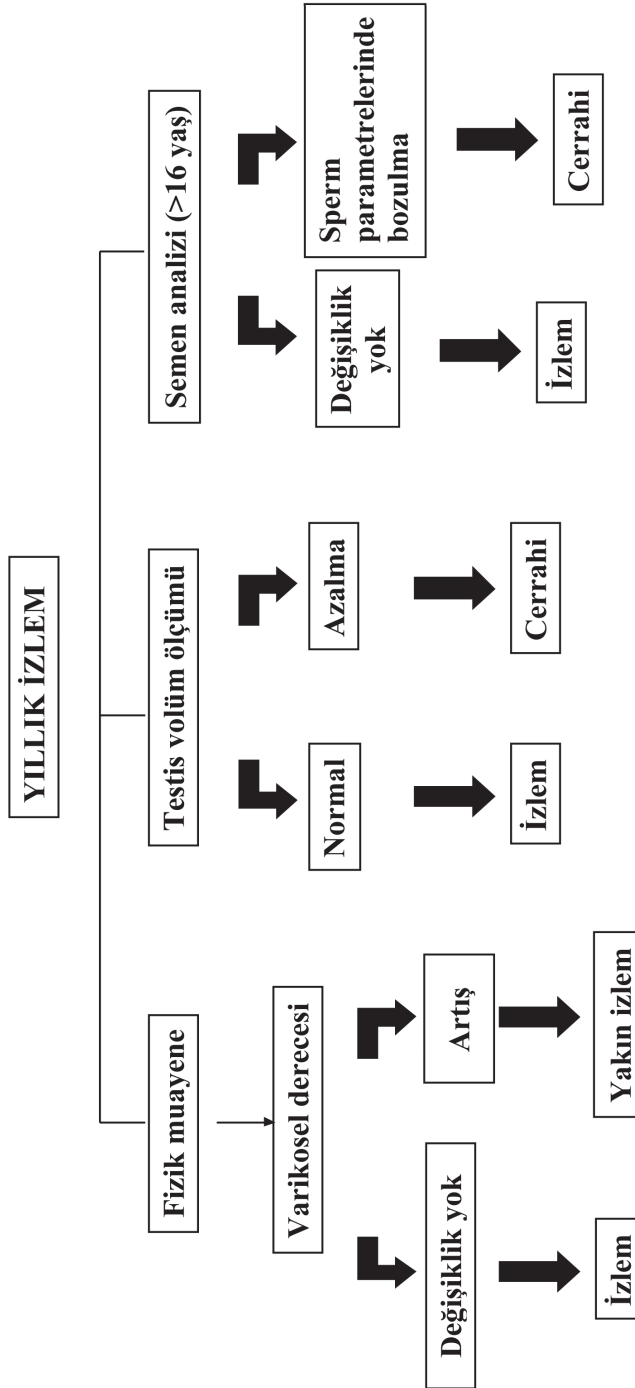 YILLIK İZLEM
Fizik muayene
Testis volüm ölçümü
Semen analizi (>16 yaş)
Varikosel derecesi
Normal
Azalma
Değişiklik
yok
Sperm
parametrelerinde
bozulma
Değişiklik yok
Artış
İzlem
Cerrahi
İzlem
Cerrahi
İzlem
Yakın izlem